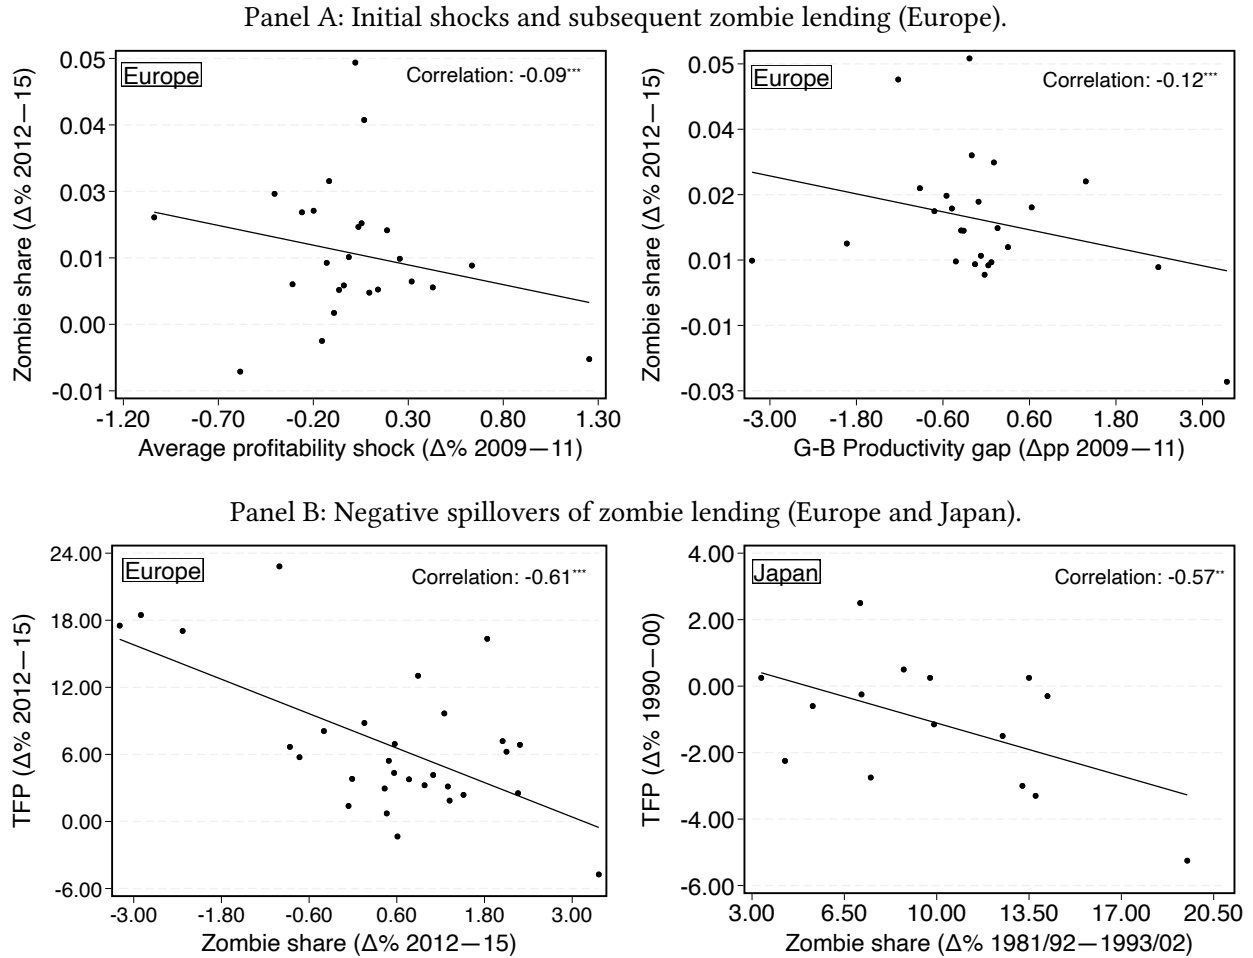 Panel A: Initial shocks and subsequent zombie lending (Europe).
Europe
Correlation: -0.09***
Zombie share (Δ% 2012—15)
0.05
0.04
0.03
0.01
0.00
-0.01
-1.20 -0.70 -0.20 0.30 0.80 1.30
Average profitability shock (Δ% 2009—11)
Europe
Correlation: -0.12***
Zombie share (Δ% 2012—15)
0.05
0.04
0.02
0.01
-0.01
-0.03
-3.00 -1.80 -0.60 0.60 1.80 3.00
G-B Productivity gap (Δpp 2009—11)
Panel B: Negative spillovers of zombie lending (Europe and Japan).
Europe
Correlation: -0.61***
TFP (Δ% 2012—15)
24.00
18.00
12.00
6.00
0.00
-6.00
-3.00 -1.80 -0.60 0.60 1.80 3.00
Zombie share (Δ% 2012—15)
Japan
Correlation: -0.57**
TFP (Δ% 1990—00)
4.00
2.00
0.00
-2.00
-4.00
-6.00
3.00 6.50 10.00 13.50 17.00 20.50
Zombie share (Δ% 1981/92—1993/02)